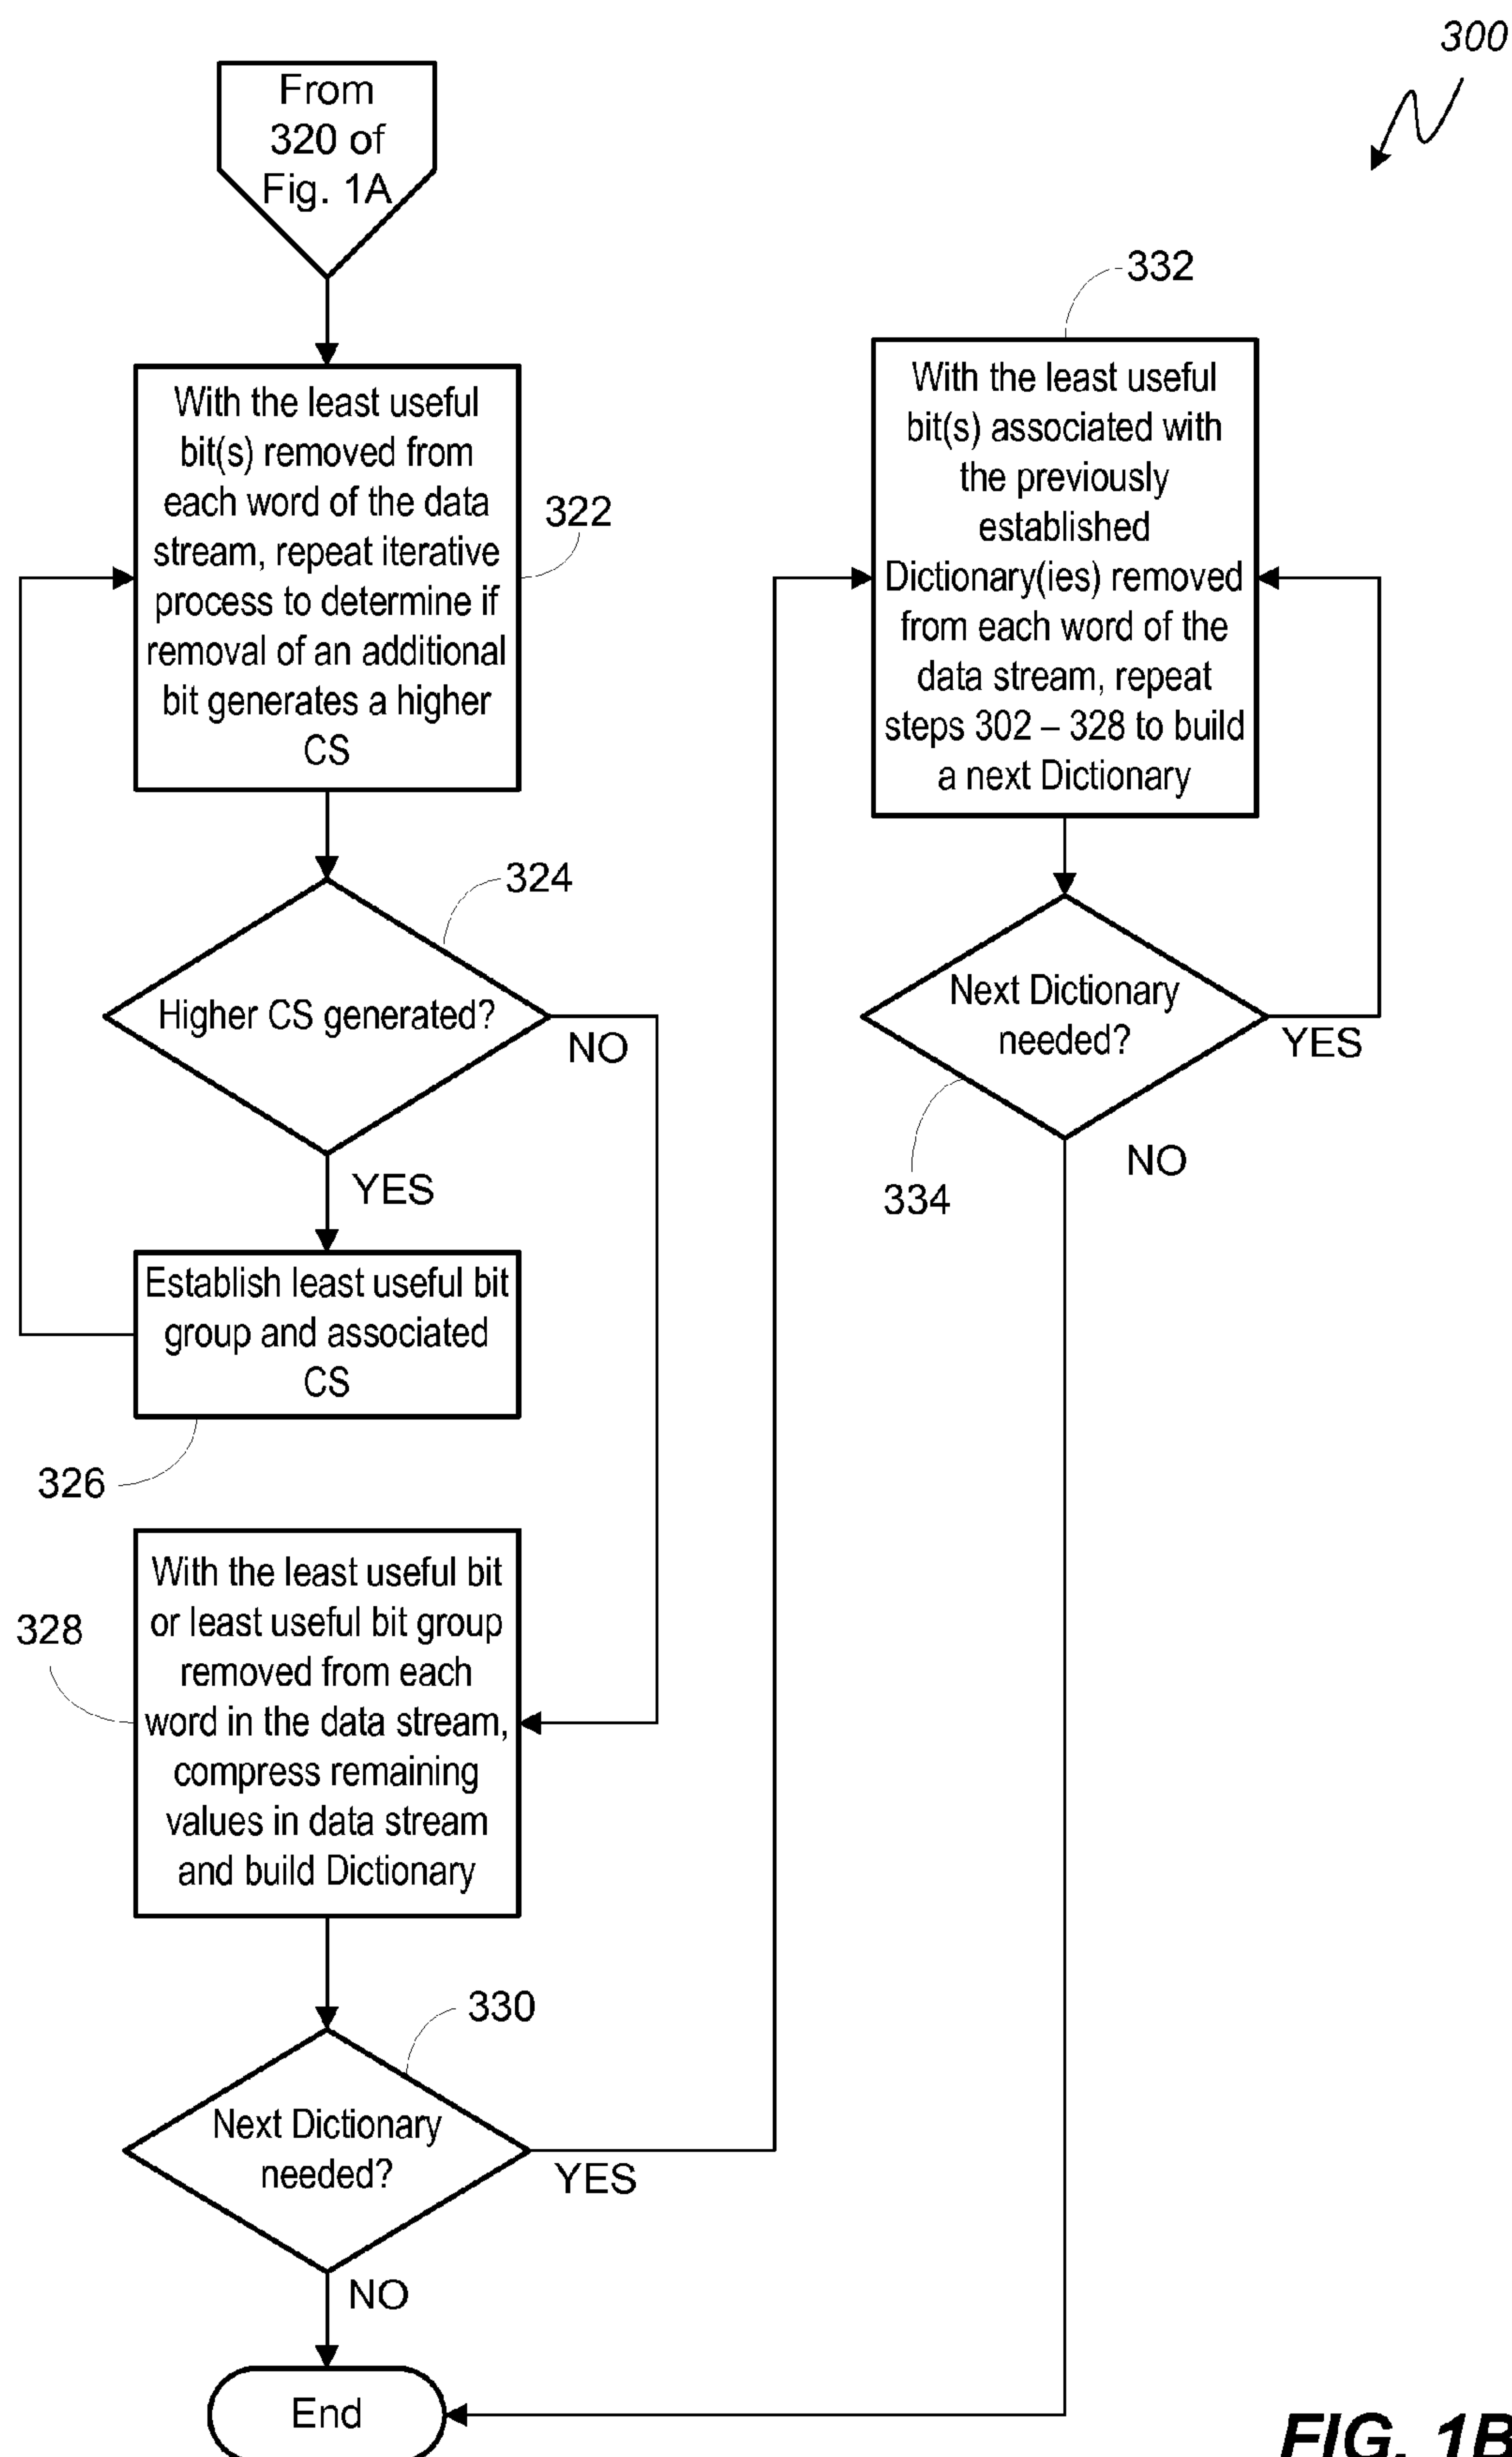 300
From
320 of
Fig. 1A
With the least useful
bit(s) removed from
each word of the data
stream, repeat iterative
process to determine if
removal of an additional
bit generates a higher
CS
322
324
Higher CS generated?
NO
YES
Establish least useful bit
group and associated
CS
326
With the least useful bit
or least useful bit group
removed from each
word in the data stream,
compress remaining
values in data stream
and build Dictionary
328
330
Next Dictionary
needed?
YES
NO
End
332
With the least useful
bit(s) associated with
the previously
established
Dictionary(ies) removed
from each word of the
data stream, repeat
steps 302 – 328 to build
a next Dictionary
Next Dictionary
needed?
YES
NO
334
FIG. 1B